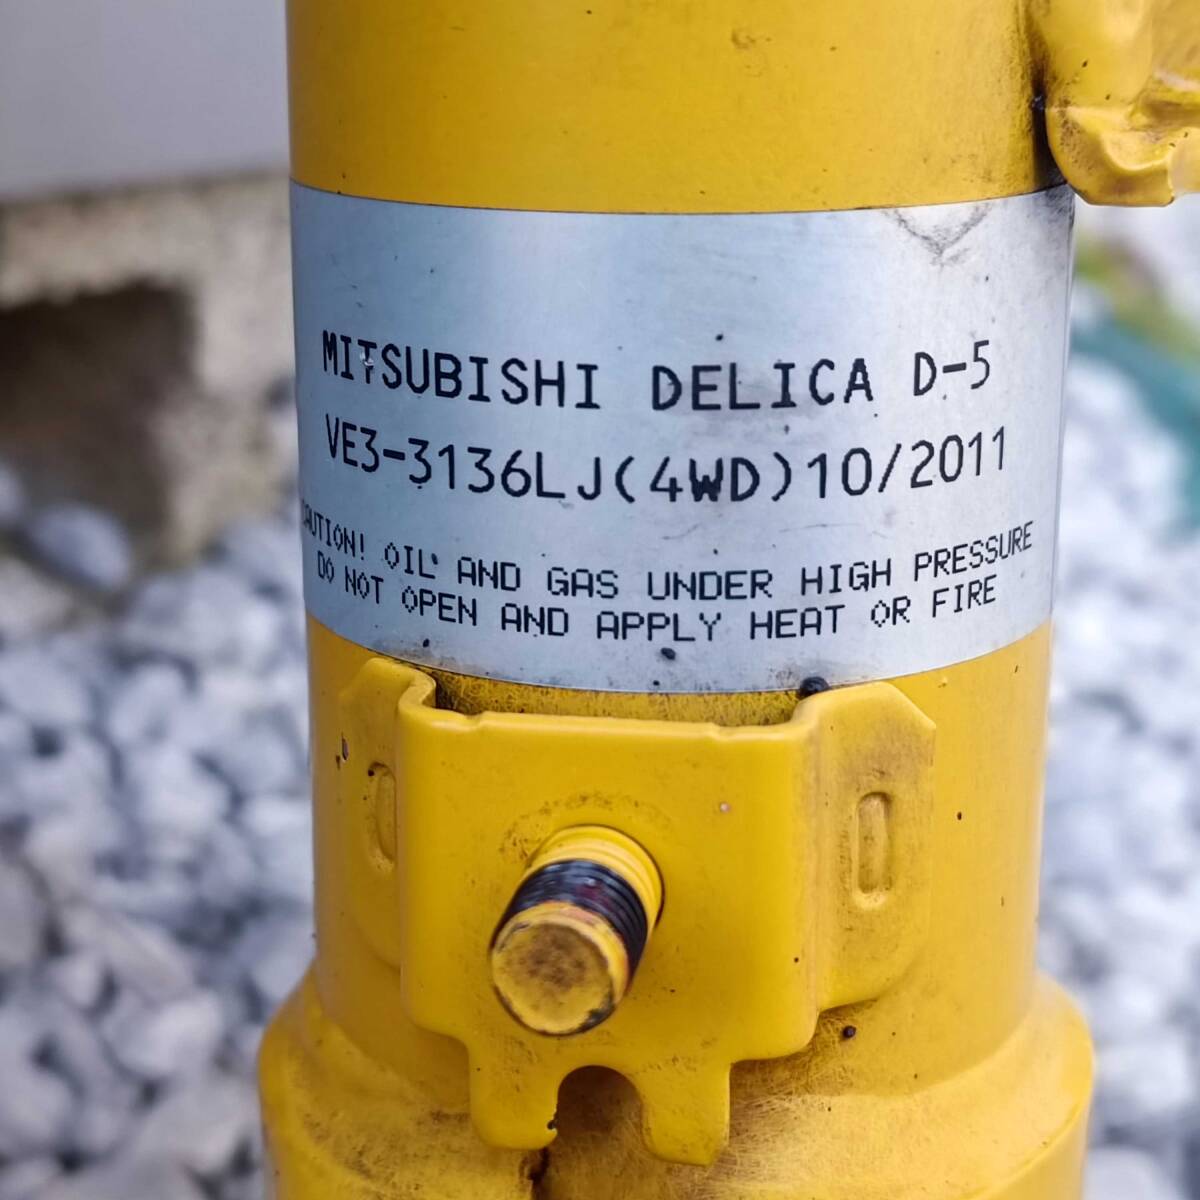 MITSUBISHI DELICA D-5
VE3-3136LJ(4WD)10/2011
CAUTION! OIL AND GAS UNDER HIGH PRESSURE
DO NOT OPEN AND APPLY HEAT OR FIRE